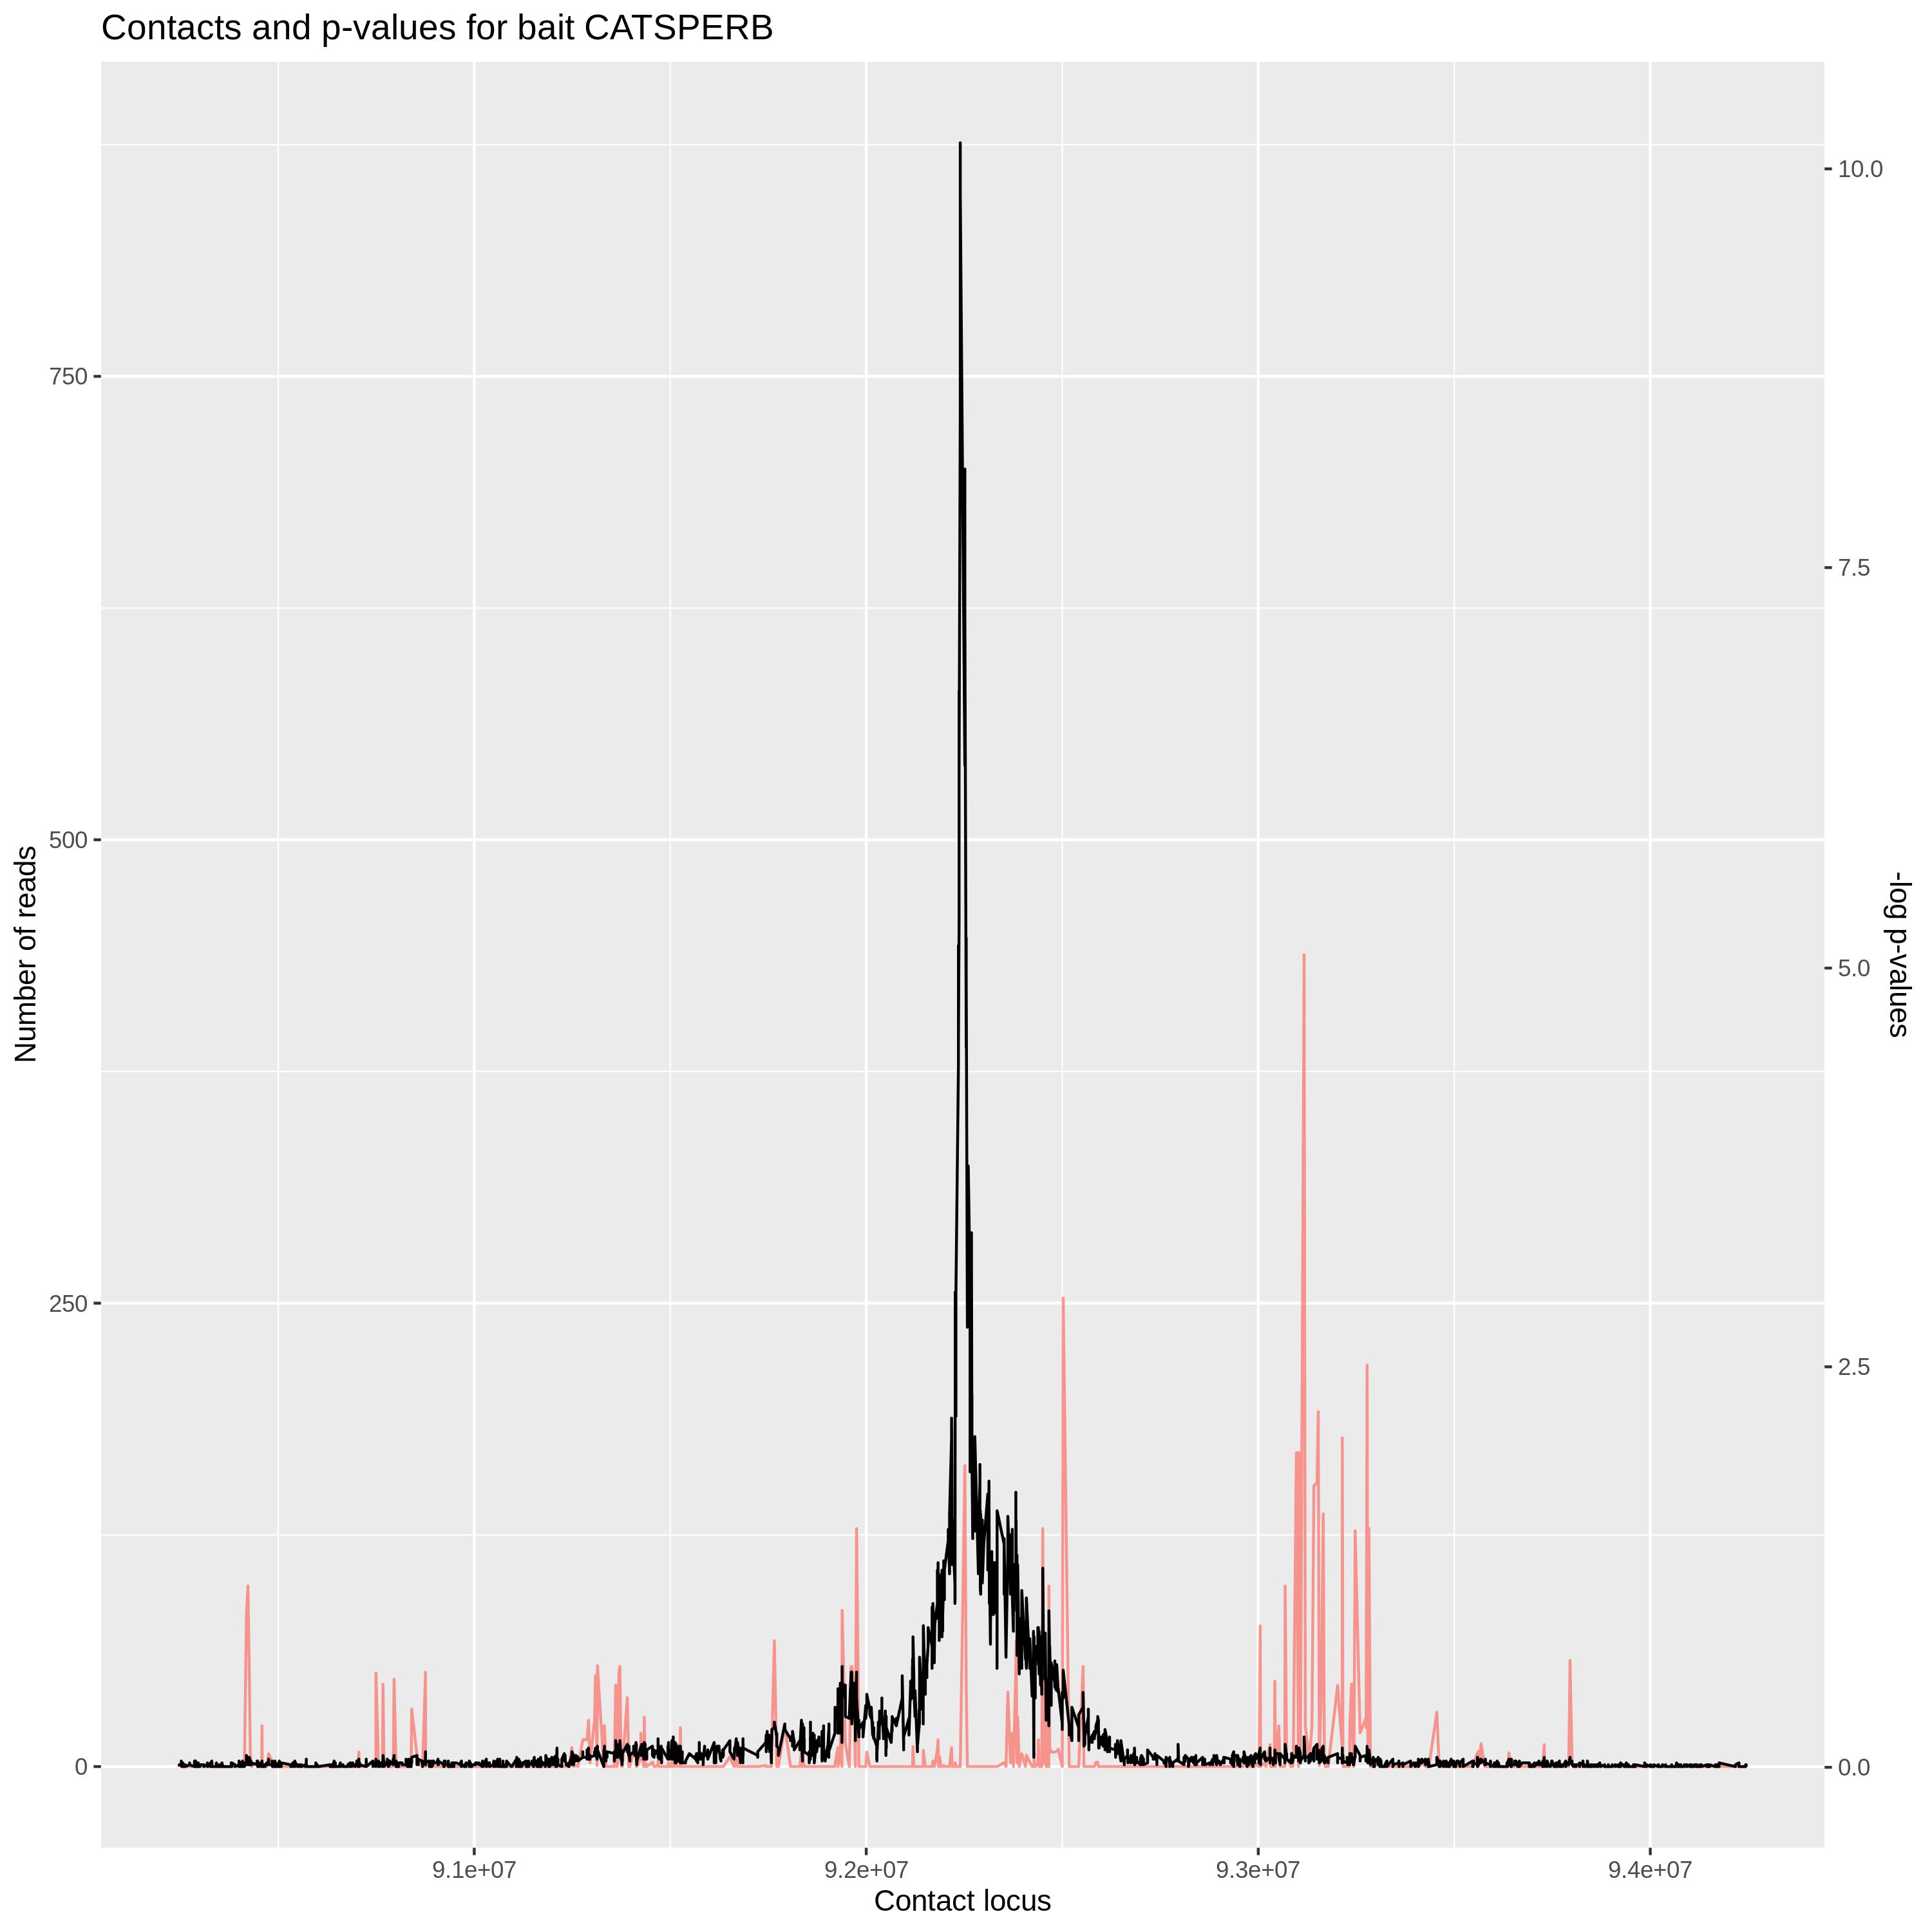 Contacts and p-values for bait CATSPERB
750
500
250
0
10.0
7.5
5.0
2.5
0.0
Number of reads
-log p-values
9.1e+07
9.2e+07
9.3e+07
9.4e+07
Contact locus